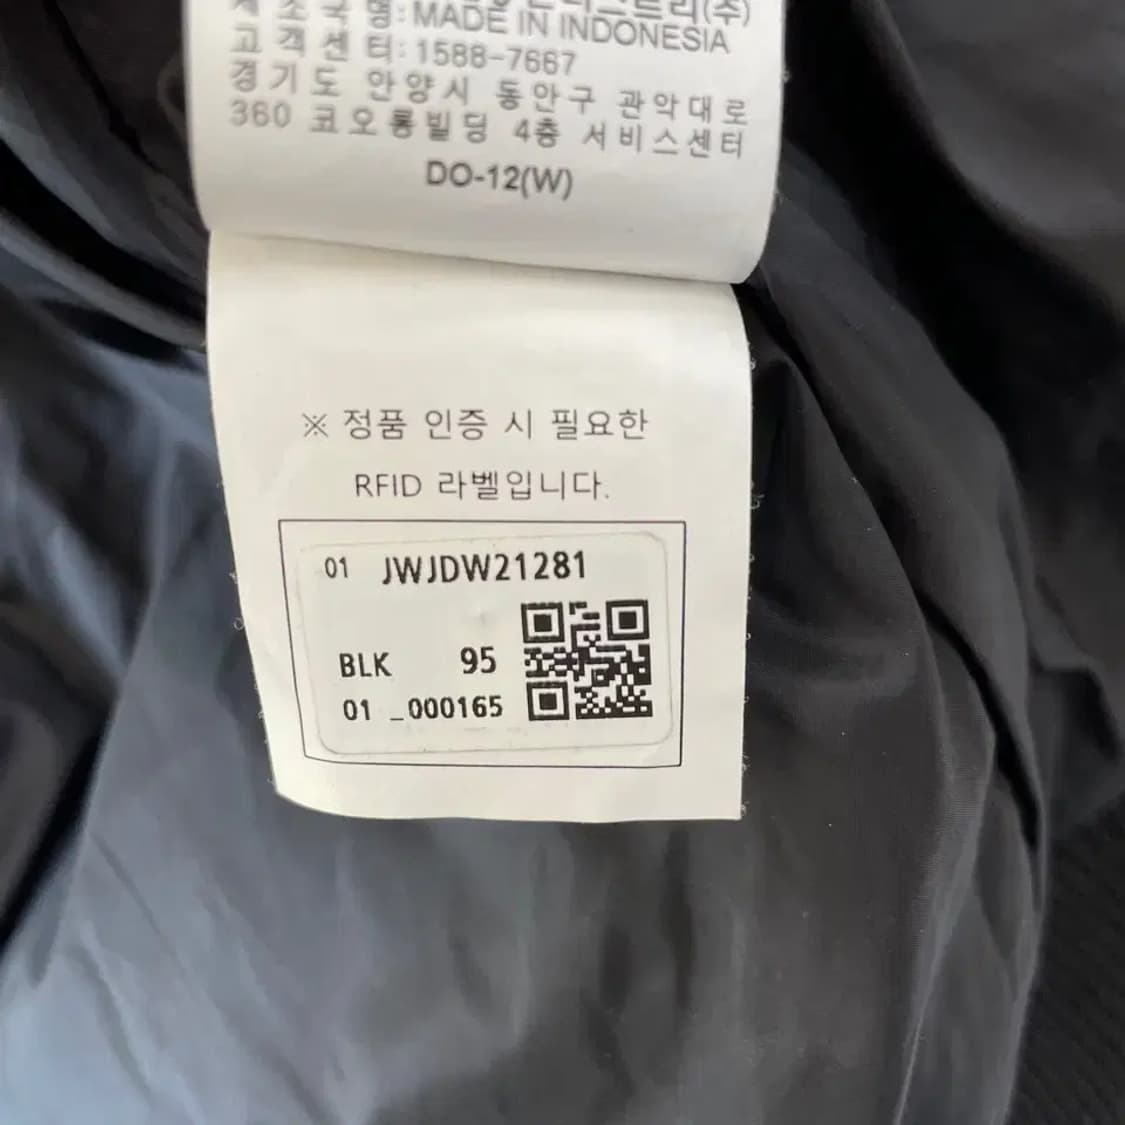 제조국명:MADE IN INDONESIA
고객센터:1588-7667
경기도 안양시 동안구 관악대로
360 코오롱빌딩 4층 서비스센터
DO-12(W)
※ 정품 인증 시 필요한
RFID 라벨입니다.
01 JWJDW21281
BLK 95
01 _000165